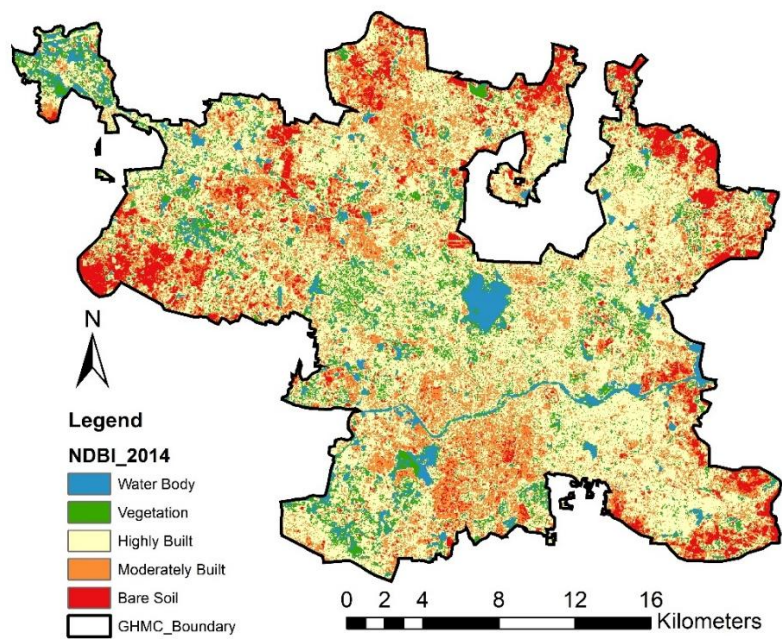 N
Legend
NDBI_2014
Water Body
Vegetation
Highly Built
Moderately Built
Bare Soil
GHMC_Boundary
0 2 4 8 12 16
Kilometers